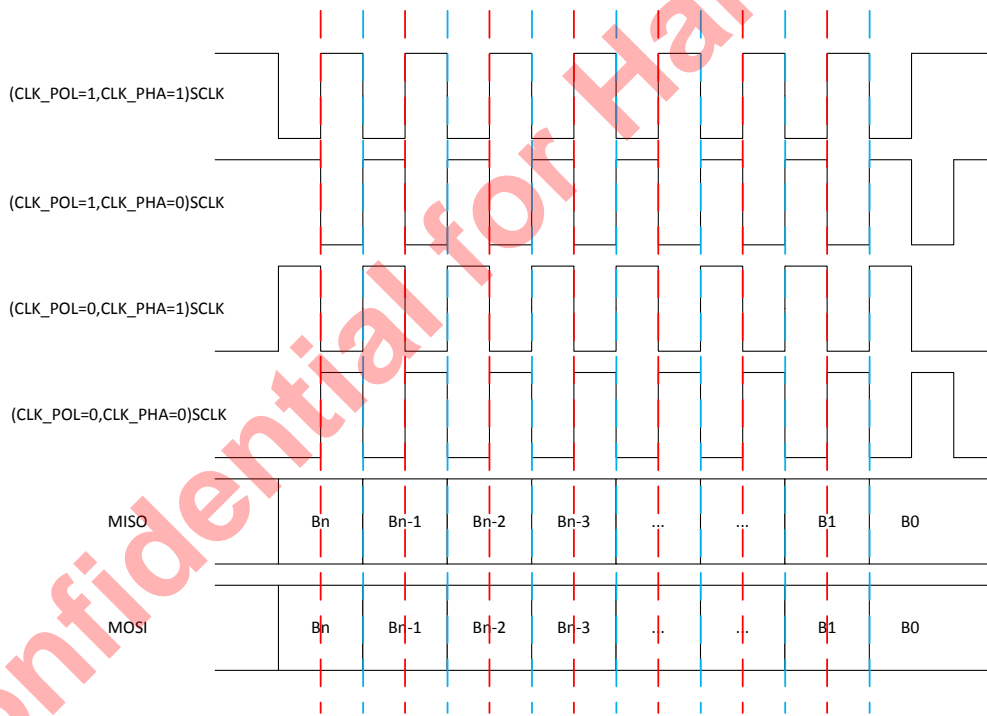 (CLK_POL=1,CLK_PHA=1)SCLK
(CLK_POL=1,CLK_PHA=0)SCLK
(CLK_POL=0,CLK_PHA=1)SCLK
(CLK_POL=0,CLK_PHA=0)SCLK
MISO Bn Bn-1 Bn-2 Bn-3 ... ... B1 B0
MOSI Bn Bn-1 Bn-2 Bn-3 ... ... B1 B0
onfidential for Har